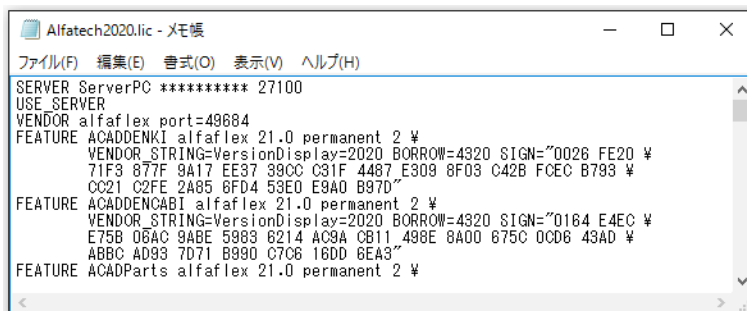 Alfatech2020.lic - メモ帳
ファイル(F) 編集(E) 書式(O) 表示(V) ヘルプ(H)
SERVER ServerPC ********** 27100
USE_SERVER
VENDOR alfaflex port=49684
FEATURE ACADDENKI alfaflex 21.0 permanent 2 ¥
VENDOR_STRING=VersionDisplay=2020 BORROW=4320 SIGN="0026 FE20 ¥
71F3 877F 9A17 EE37 39CC C31F 4487 E309 8F03 C42B FCEC B793 ¥
CC21 C2FE 2A85 6FD4 53E0 E9A0 B97D"
FEATURE ACADDENCABI alfaflex 21.0 permanent 2 ¥
VENDOR_STRING=VersionDisplay=2020 BORROW=4320 SIGN="0164 E4EC ¥
E75B 06AC 9ABE 5983 6214 AC9A CB11 498E 8A00 675C 0CD6 43AD ¥
ABBC AD93 7D71 B990 C7C6 16DD 6EA3"
FEATURE ACADParts alfaflex 21.0 permanent 2 ¥